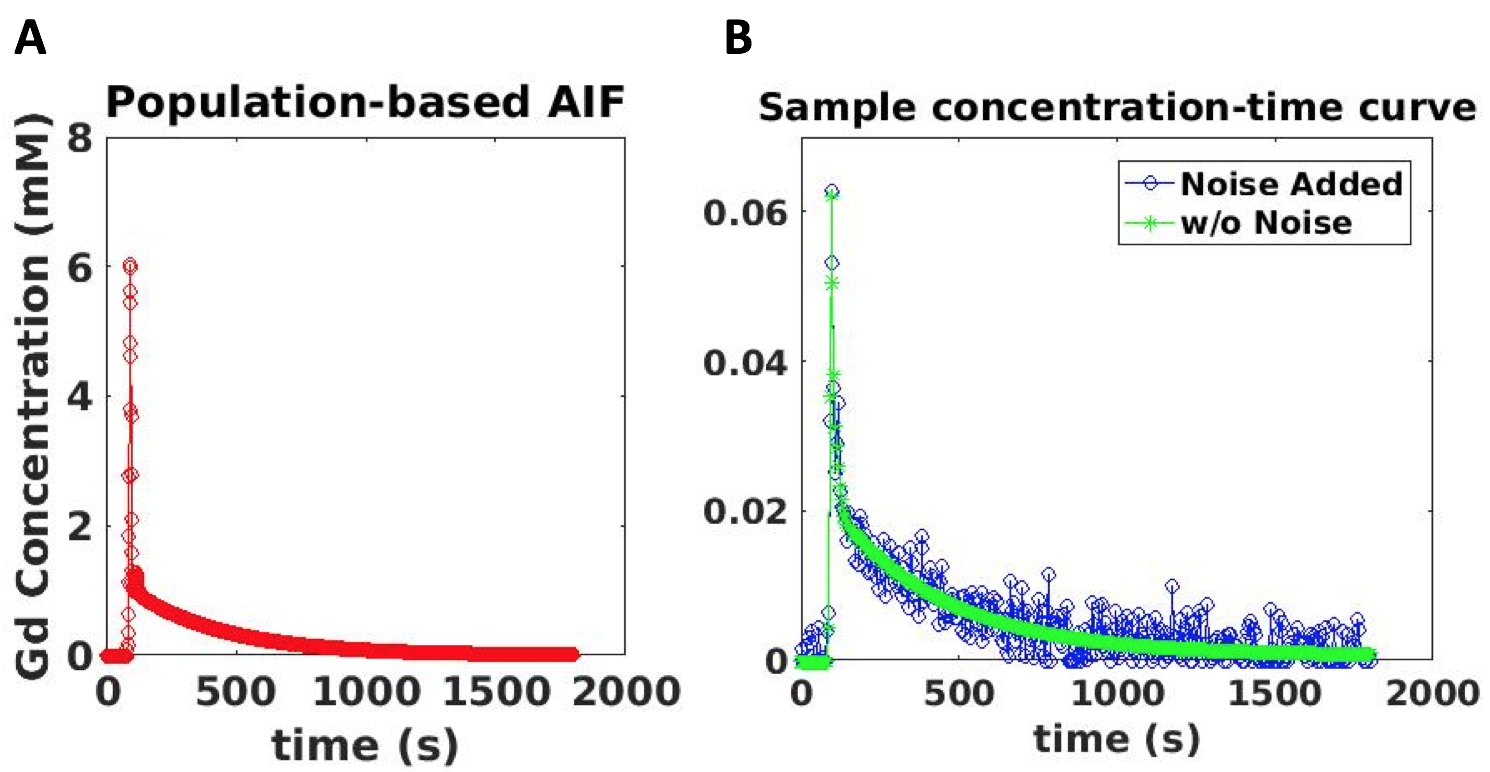 A
B
Population-based AIF
Sample concentration-time curve
Gd Concentration (mM)
8
6
4
2
0
0 500 1000 1500 2000
time (s)
Noise Added
w/o Noise
0.06
0.04
0.02
0
0 500 1000 1500 2000
time (s)